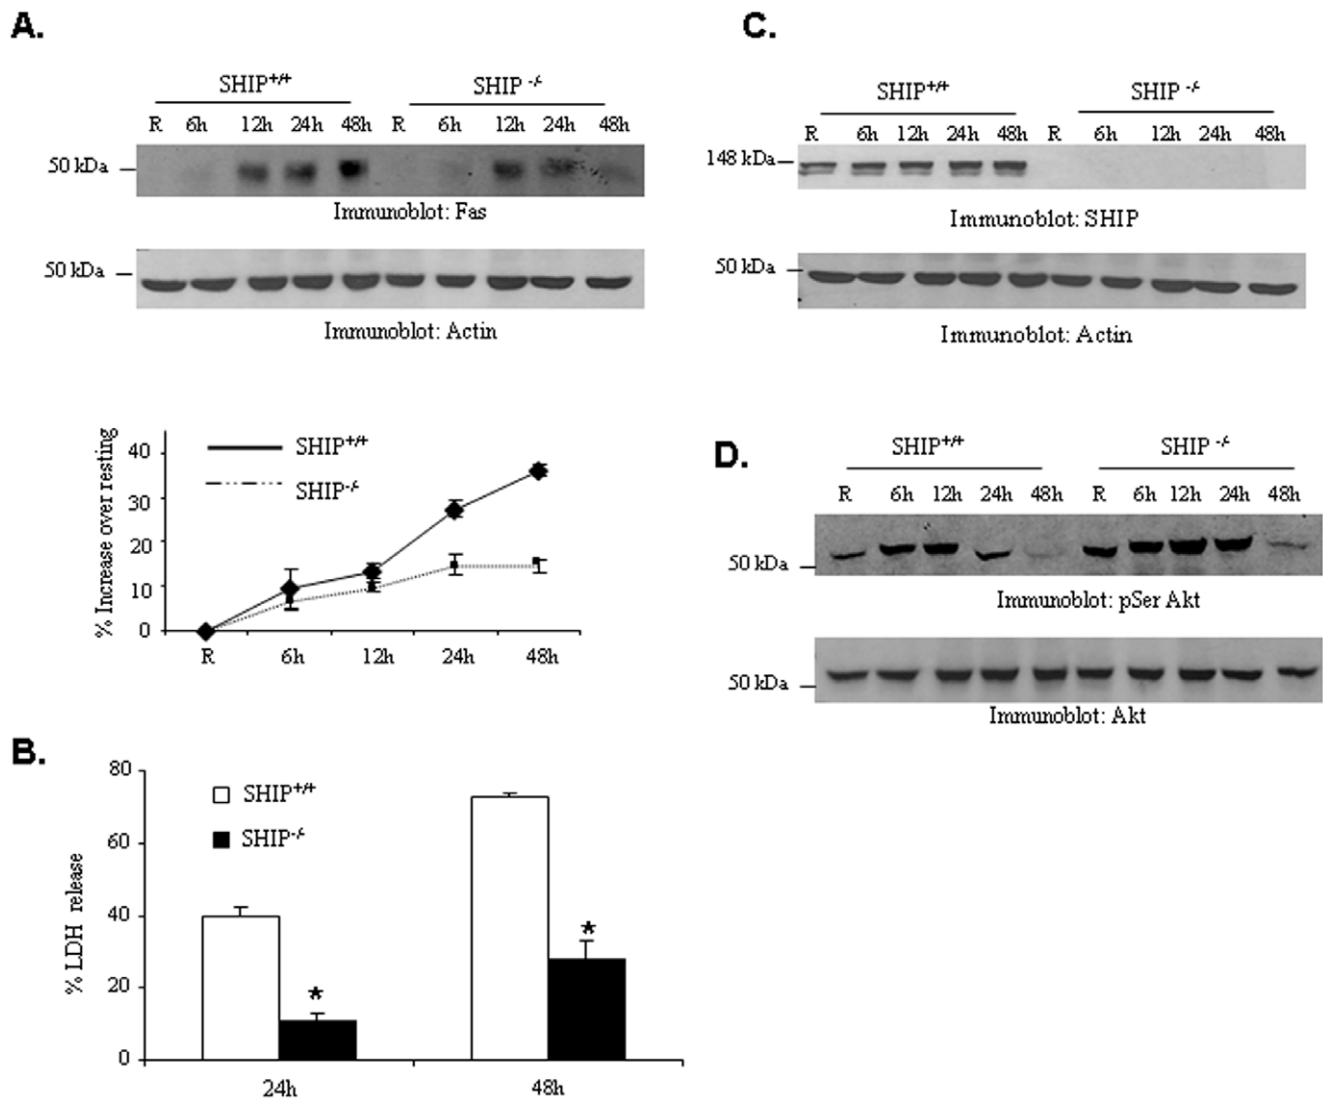 A.
SHIP+/+ SHIP -/-
R 6h 12h 24h 48h R 6h 12h 24h 48h
50 kDa
Immunoblot: Fas
50 kDa
Immunoblot: Actin
% Increase over resting
SHIP+/+
SHIP-/-
40
30
20
10
0
R 6h 12h 24h 48h
B.
% LDH release
SHIP+/+
SHIP-/-
80
60
40
20
0
*
*
24h 48h
C.
SHIP+/+ SHIP -/-
R 6h 12h 24h 48h R 6h 12h 24h 48h
148 kDa
Immunoblot: SHIP
50 kDa
Immunoblot: Actin
D.
SHIP+/+ SHIP -/-
R 6h 12h 24h 48h R 6h 12h 24h 48h
50 kDa
Immunoblot: pSer Akt
50 kDa
Immunoblot: Akt